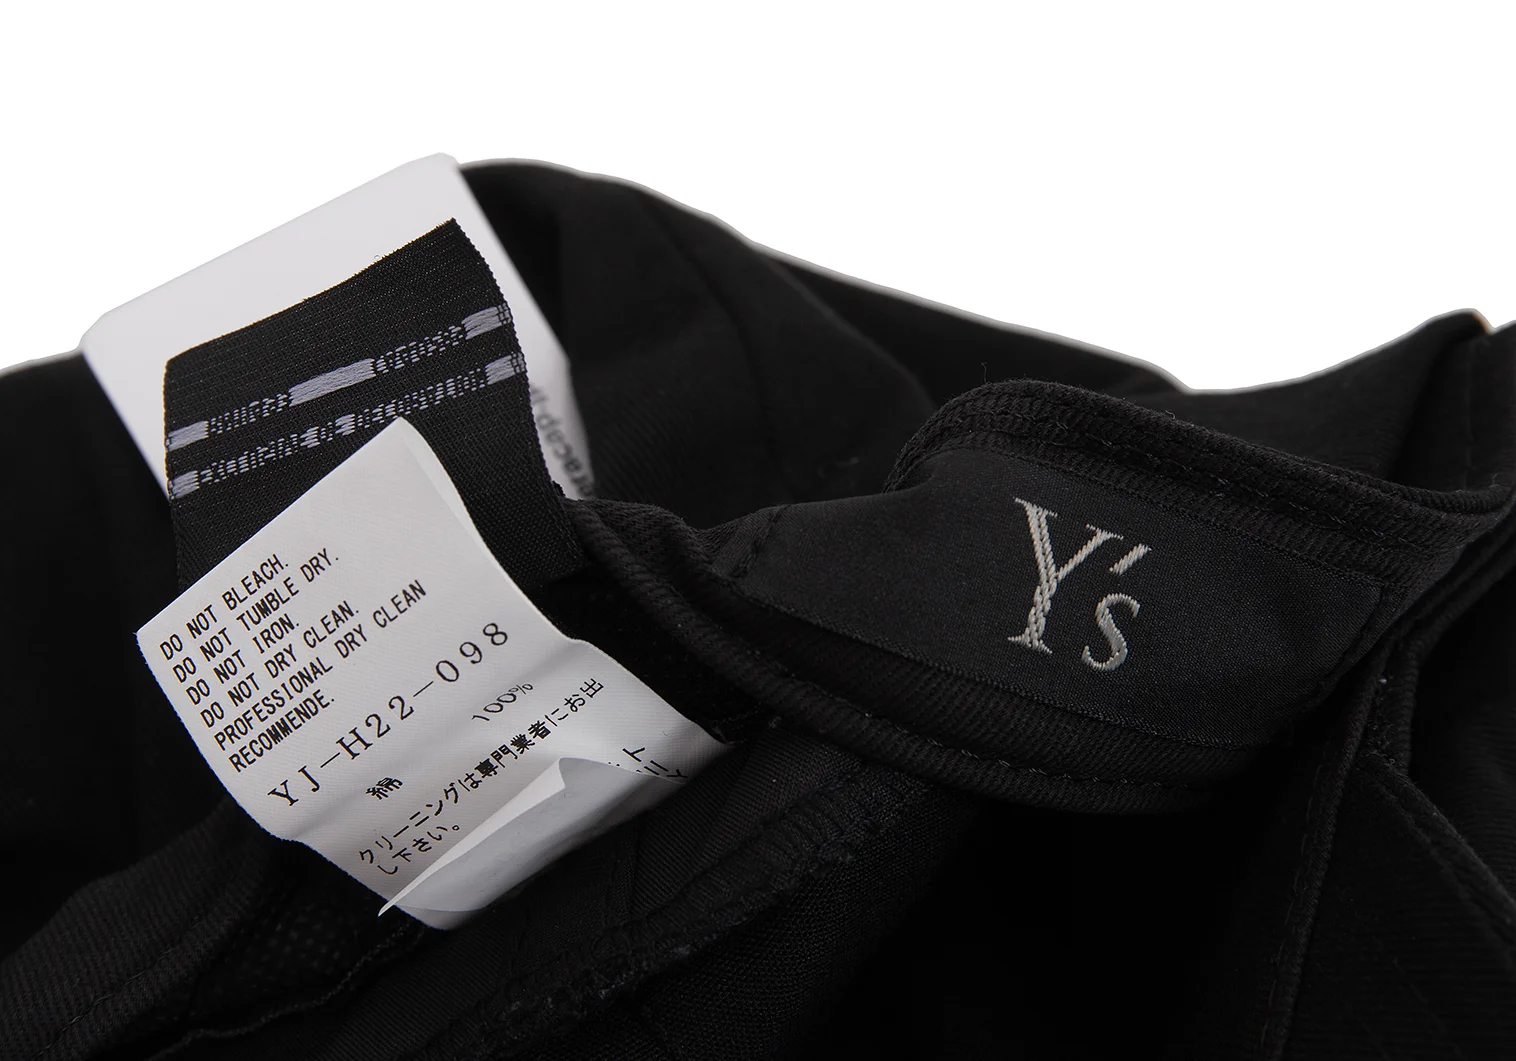 DO NOT BLEACH.
DO NOT TUMBLE DRY.
DO NOT IRON.
DO NOT DRY CLEAN.
PROFESSIONAL DRY CLEAN
RECOMMENDE.
YJ-H22-098
綿 100%
クリーニングは専門業者にお出
し下さい。
Y's